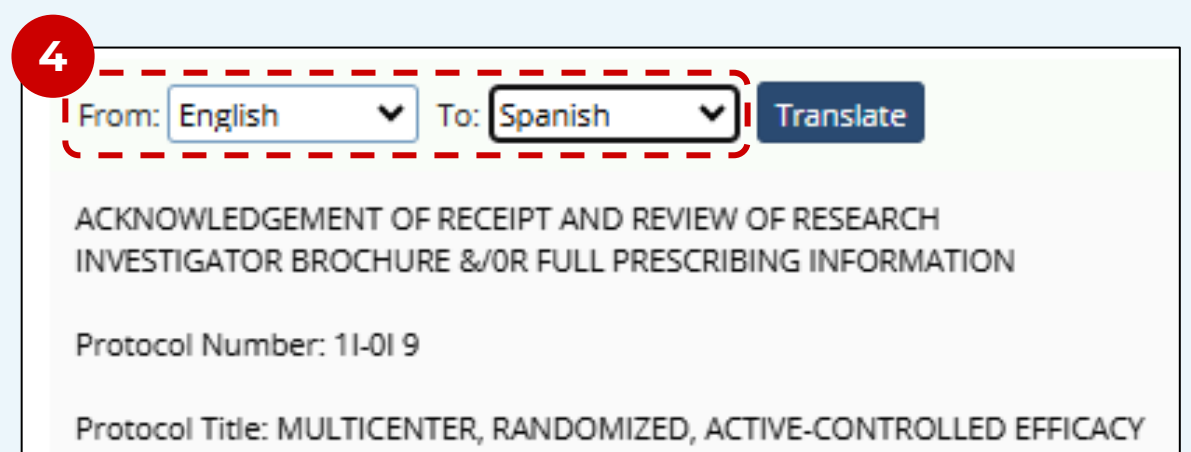 4
From: English To: Spanish Translate
ACKNOWLEDGEMENT OF RECEIPT AND REVIEW OF RESEARCH
INVESTIGATOR BROCHURE &/0R FULL PRESCRIBING INFORMATION
Protocol Number: 1I-0I 9
Protocol Title: MULTICENTER, RANDOMIZED, ACTIVE-CONTROLLED EFFICACY